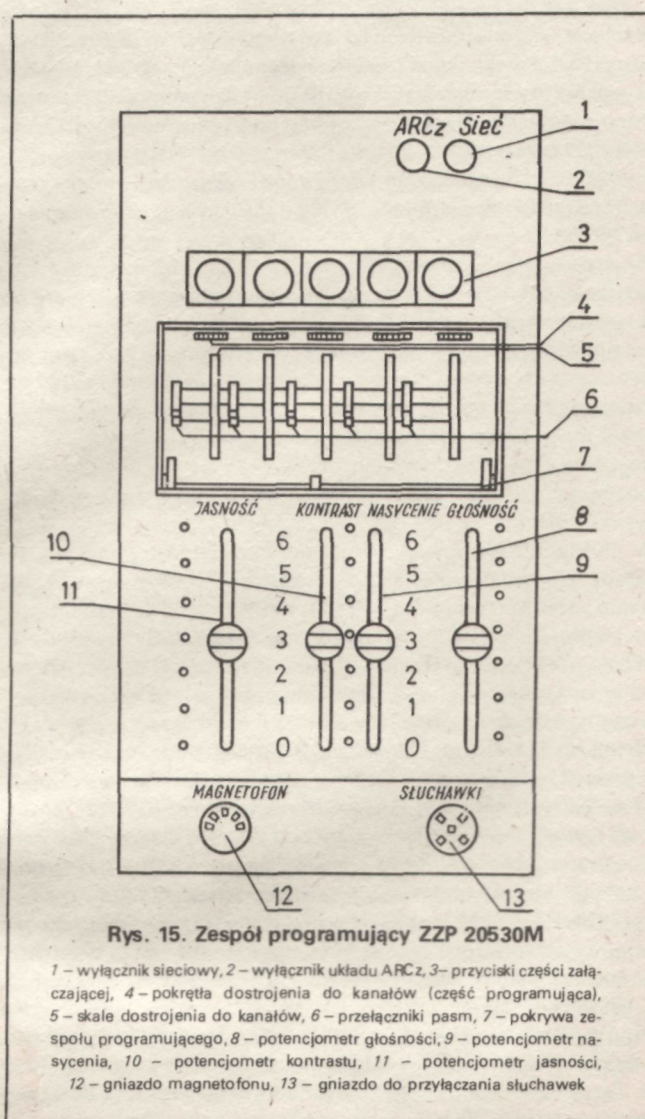 ARCz Sieć
1
2
3
4
5
6
7
JASNOŚĆ KONTRAST NASYCENIE GŁOŚNOŚĆ
8
10
6 6
9
5 5
11
4 4
3 3
2 2
1 1
0 0
MAGNETOFON SŁUCHAWKI
12 13
Rys. 15. Zespół programujący ZZP 20530M
1 – wyłącznik sieciowy, 2 – wyłącznik układu ARCz, 3– przyciski części załą-
czającej, 4 – pokrętła dostrojenia do kanałów (część programująca),
5 – skale dostrojenia do kanałów, 6 – przełączniki pasm, 7 – pokrywa ze-
społu programującego, 8 – potencjometr głośności, 9 – potencjometr na-
sycenia, 10 – potencjometr kontrastu, 11 – potencjometr jasności,
12 – gniazdo magnetofonu, 13 – gniazdo do przyłączania słuchawek